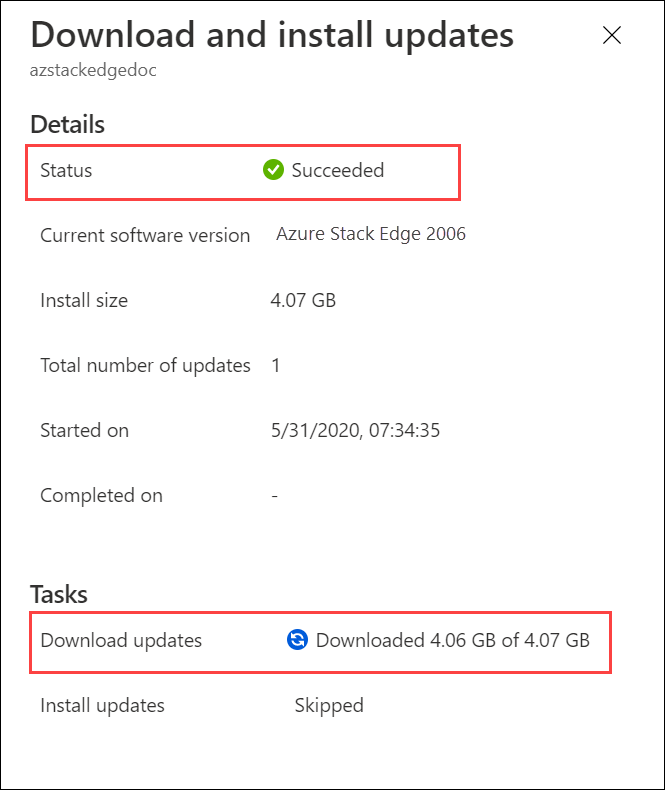 Download and install updates
azstackedgedoc
Details
Status Succeeded
Current software version Azure Stack Edge 2006
Install size 4.07 GB
Total number of updates 1
Started on 5/31/2020, 07:34:35
Completed on -
Tasks
Download updates Downloaded 4.06 GB of 4.07 GB
Install updates Skipped